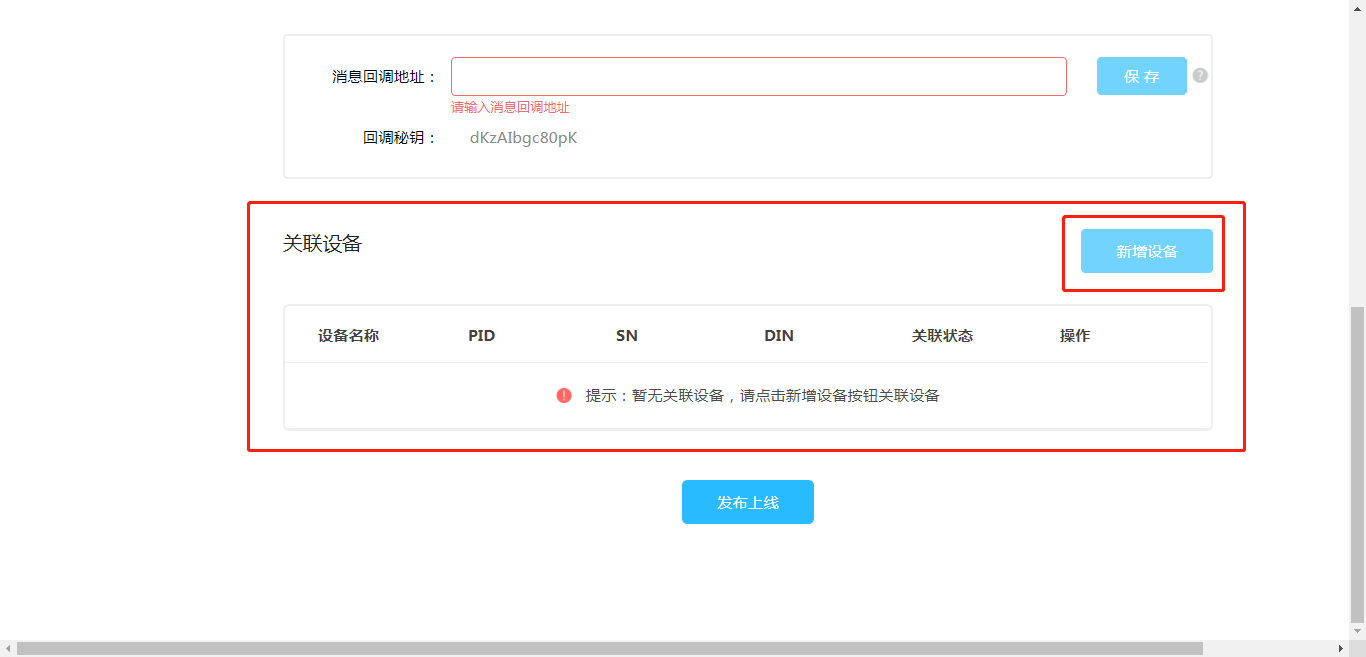 消息回调地址：
保 存
?
请输入消息回调地址
回调秘钥：
dKzAIbgc80pK
关联设备
新增设备
设备名称 PID SN DIN 关联状态 操作
! 提示：暂无关联设备，请点击新增设备按钮关联设备
发布上线